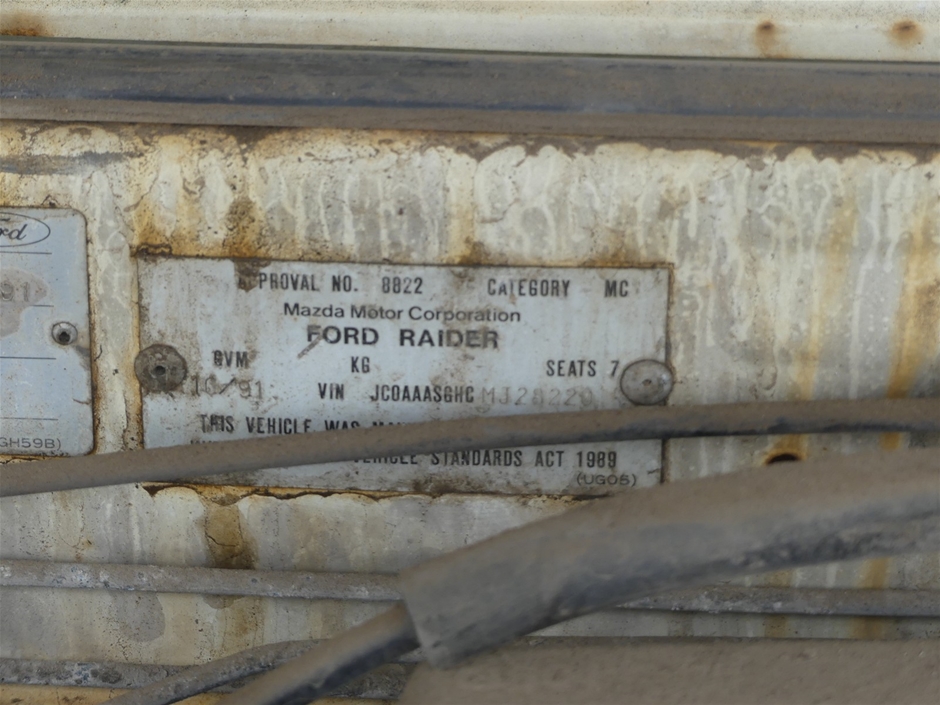 rd
91
GH59B)
PROVAL NO. 8822 CATEGORY MC
Mazda Motor Corporation
FORD RAIDER
GVM KG SEATS 7
10/91 VIN JC0AAASGHC MJ28220
THIS VEHICLE WAS
VEHICLE STANDARDS ACT 1989
(UG05)